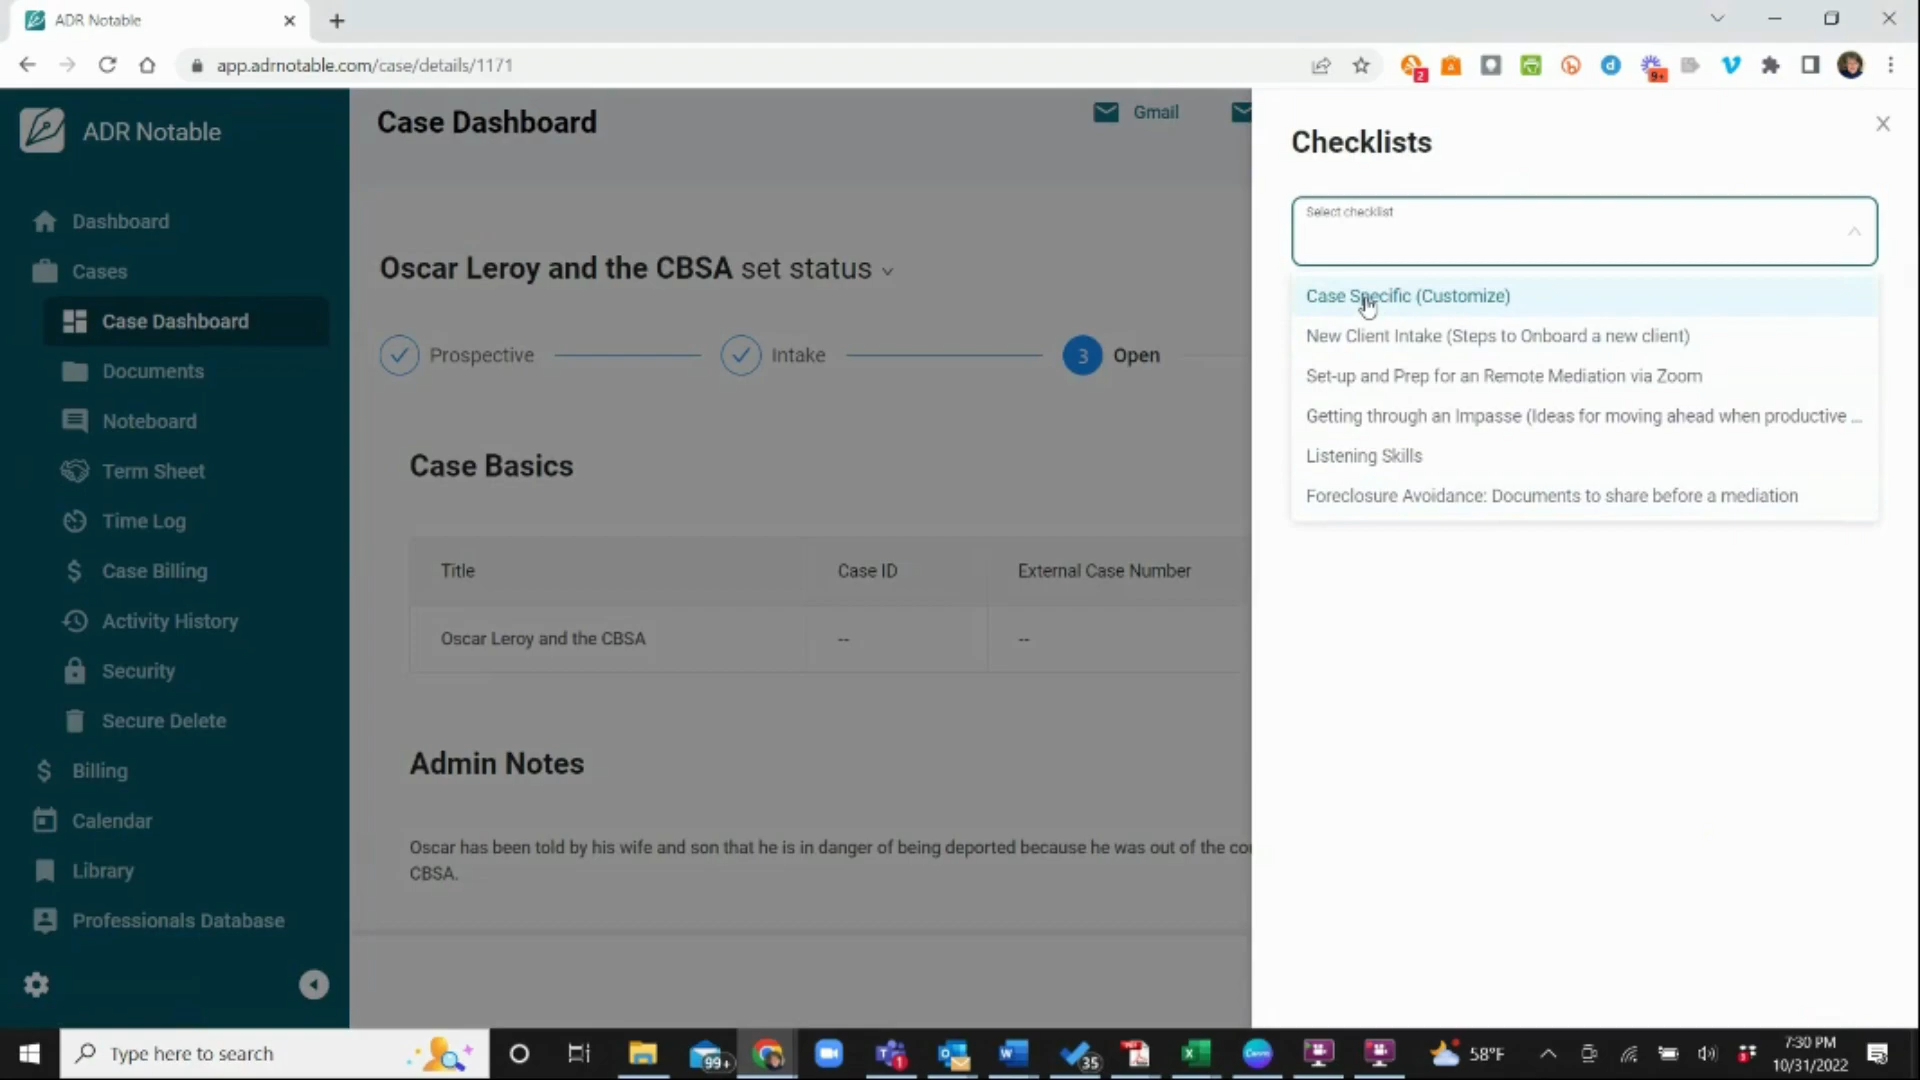 ADR Notable
app.adrnotable.com/case/details/1171
2
9+
ADR Notable
Dashboard
Cases
Case Dashboard
Documents
Noteboard
Term Sheet
Time Log
Case Billing
Activity History
Security
Secure Delete
Billing
Calendar
Library
Professionals Database
Case Dashboard
Gmail
Oscar Leroy and the CBSA set status
Prospective
Intake
3 Open
Case Basics
Title Case ID External Case Number
Oscar Leroy and the CBSA -- --
Admin Notes
Oscar has been told by his wife and son that he is in danger of being deported because he was out of the
CBSA.
Checklists
Select checklist
Case Specific (Customize)
New Client Intake (Steps to Onboard a new client)
Set-up and Prep for an Remote Mediation via Zoom
Getting through an Impasse (Ideas for moving ahead when productive ...
Listening Skills
Foreclosure Avoidance: Documents to share before a mediation
Type here to search
99+
1
35
58°F
7:30 PM
10/31/2022